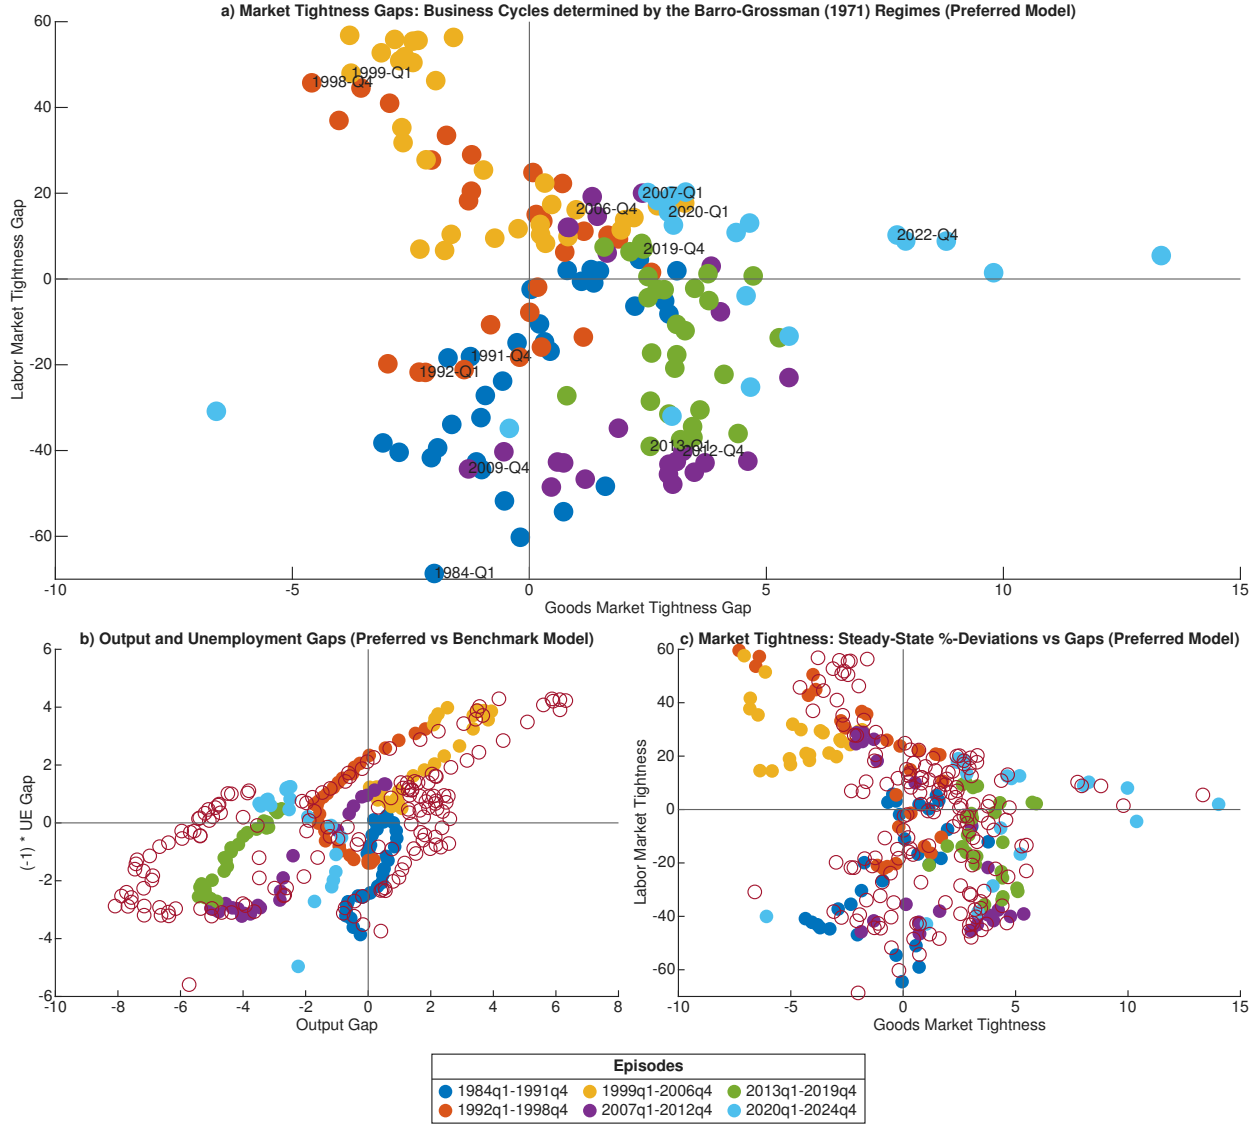 a) Market Tightness Gaps: Business Cycles determined by the Barro-Grossman (1971) Regimes (Preferred Model)
60
40
20
0
-20
-40
-60
Labor Market Tightness Gap
1999-Q1
1998-Q4
2007-Q1
2006-Q4
2020-Q1
2022-Q4
2019-Q4
1991-Q4
1992-Q1
2013-Q1
2012-Q4
2009-Q4
1984-Q1
-10
-5
0
5
10
15
Goods Market Tightness Gap
b) Output and Unemployment Gaps (Preferred vs Benchmark Model)
6
4
2
0
-2
-4
-6
(-1) * UE Gap
-10
-8
-6
-4
-2
0
2
4
6
8
Output Gap
c) Market Tightness: Steady-State %-Deviations vs Gaps (Preferred Model)
60
40
20
0
-20
-40
-60
Labor Market Tightness
-10
-5
0
5
10
15
Goods Market Tightness
Episodes
1984q1-1991q4 1999q1-2006q4 2013q1-2019q4
1992q1-1998q4 2007q1-2012q4 2020q1-2024q4